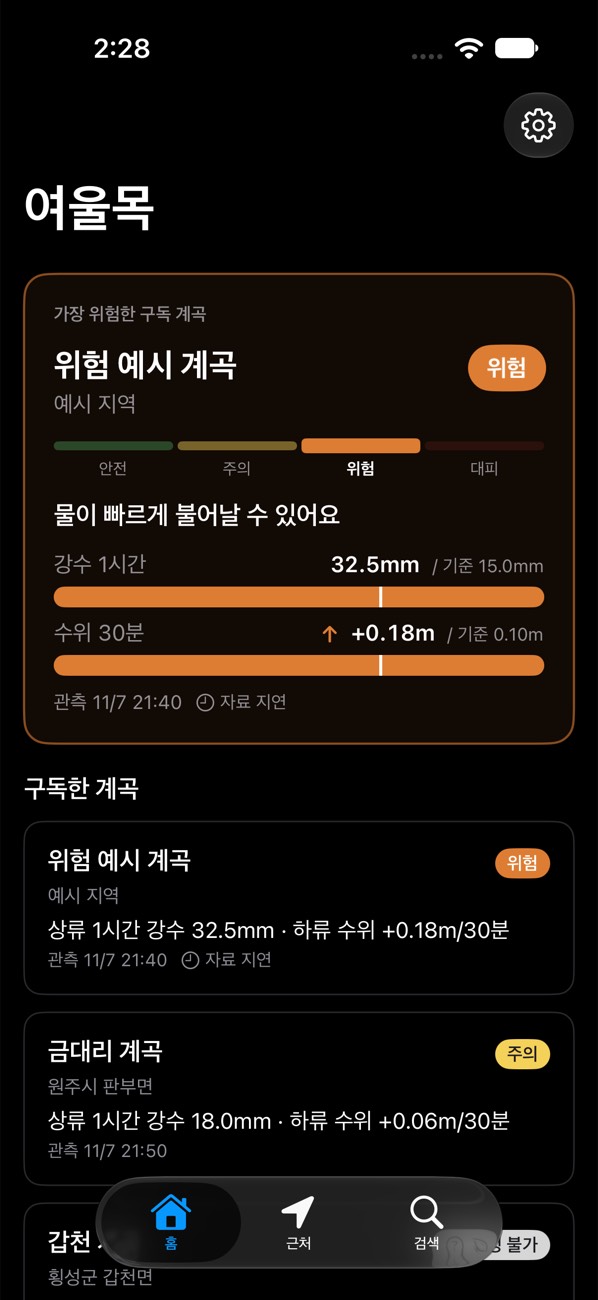 2:28
여울목
가장 위험한 구독 계곡
위험 예시 계곡
위험
예시 지역
안전 주의 위험 대피
물이 빠르게 불어날 수 있어요
강수 1시간 32.5mm / 기준 15.0mm
수위 30분 ↑ +0.18m / 기준 0.10m
관측 11/7 21:40 자료 지연
구독한 계곡
위험 예시 계곡 위험
예시 지역
상류 1시간 강수 32.5mm · 하류 수위 +0.18m/30분
관측 11/7 21:40 자료 지연
금대리 계곡 주의
원주시 판부면
상류 1시간 강수 18.0mm · 하류 수위 +0.06m/30분
관측 11/7 21:50
갑천 불가
횡성군 갑천면
홈 근처 검색